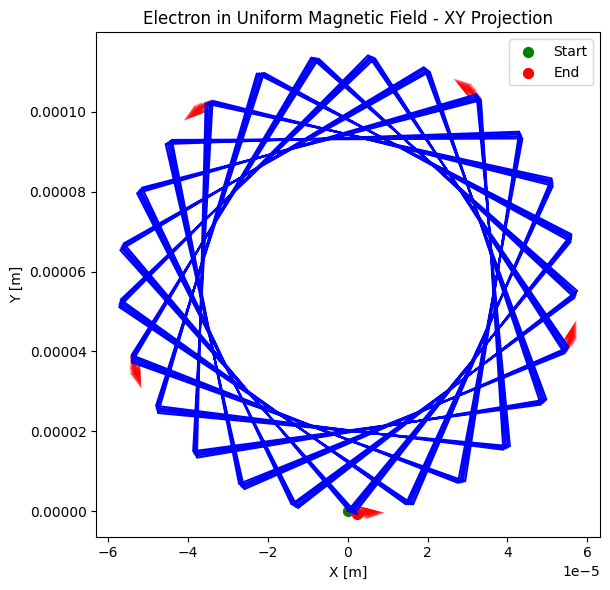 Electron in Uniform Magnetic Field - XY Projection
Start
End
Y [m]
0.00010
0.00008
0.00006
0.00004
0.00002
0.00000
−6
−4
−2
0
2
4
6
1e−5
X [m]